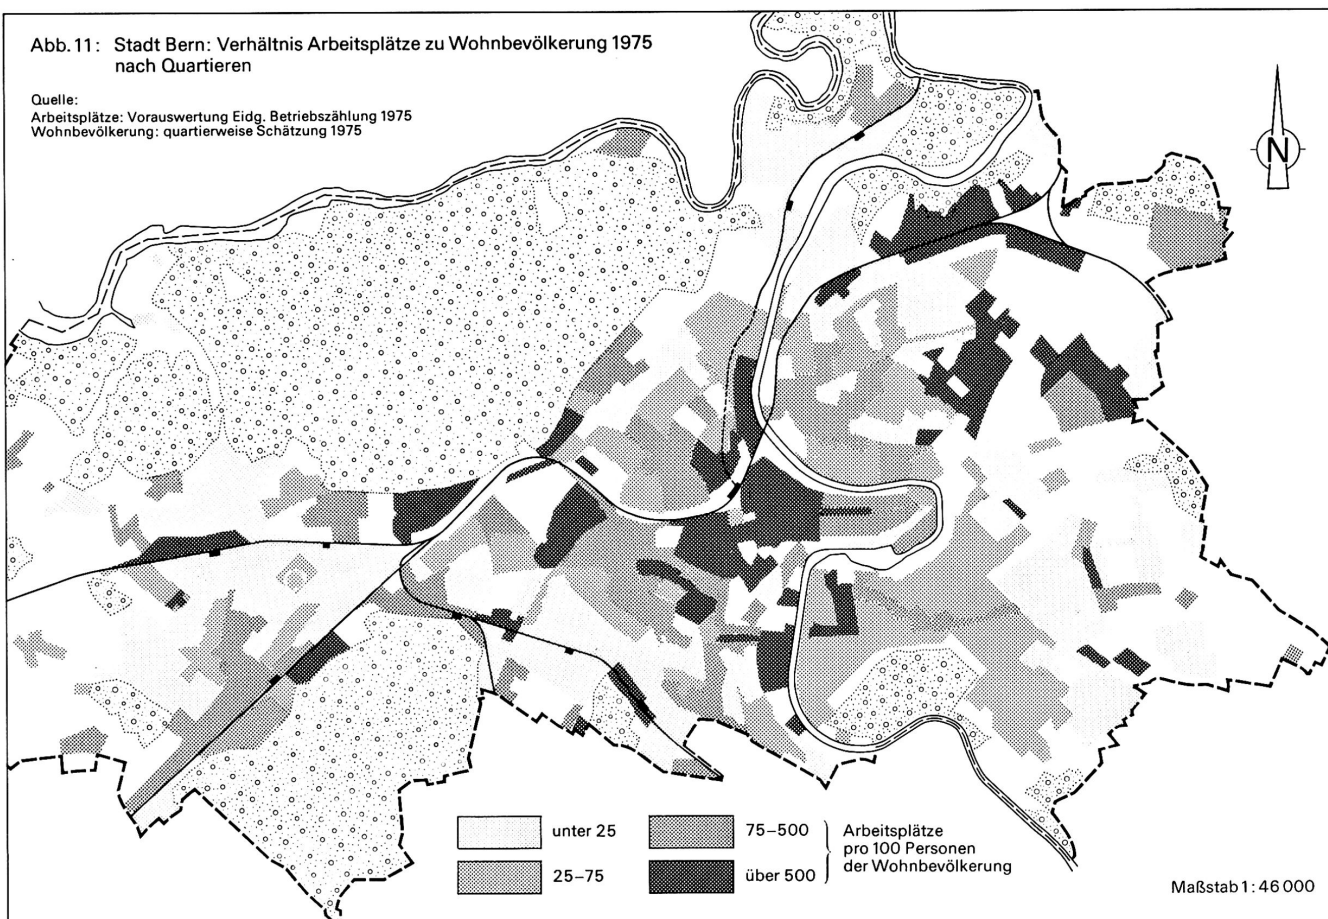 Abb. 11: Stadt Bern: Verhältnis Arbeitsplätze zu Wohnbevölkerung 1975
nach Quartieren
Quelle:
Arbeitsplätze: Vorauswertung Eidg. Betriebszählung 1975
Wohnbevölkerung: quartierweise Schätzung 1975
N
unter 25
25–75
75–500
über 500
Arbeitsplätze
pro 100 Personen
der Wohnbevölkerung
Maßstab 1 : 46 000